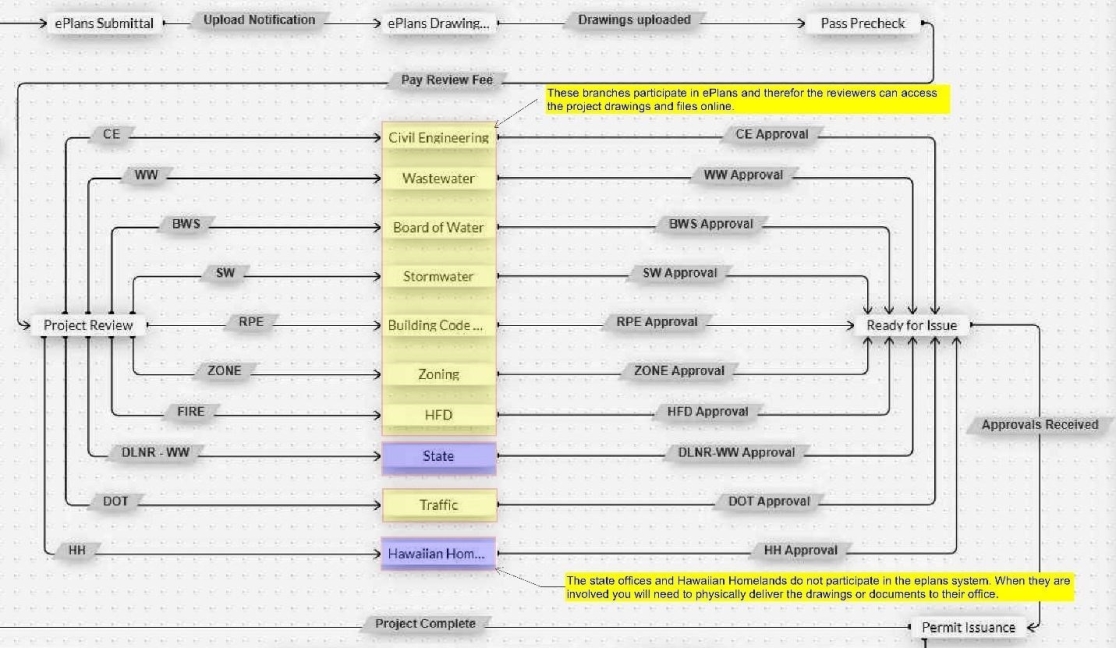 ePlans Submittal Upload Notification ePlans Drawing... Drawings uploaded Pass Precheck
Pay Review Fee
These branches participate in ePlans and therefor the reviewers can access
the project drawings and files online.
CE Civil Engineering CE Approval
WW Wastewater WW Approval
BWS Board of Water BWS Approval
SW Stormwater SW Approval
Project Review RPE Building Code ... RPE Approval Ready for Issue
ZONE Zoning ZONE Approval
FIRE HFD HFD Approval
Approvals Received
DLNR - WW State DLNR-WW Approval
DOT Traffic DOT Approval
HH Hawaiian Hom... HH Approval
The state offices and Hawaiian Homelands do not participate in the eplans system. When they are
involved you will need to physically deliver the drawings or documents to their office.
Project Complete Permit Issuance